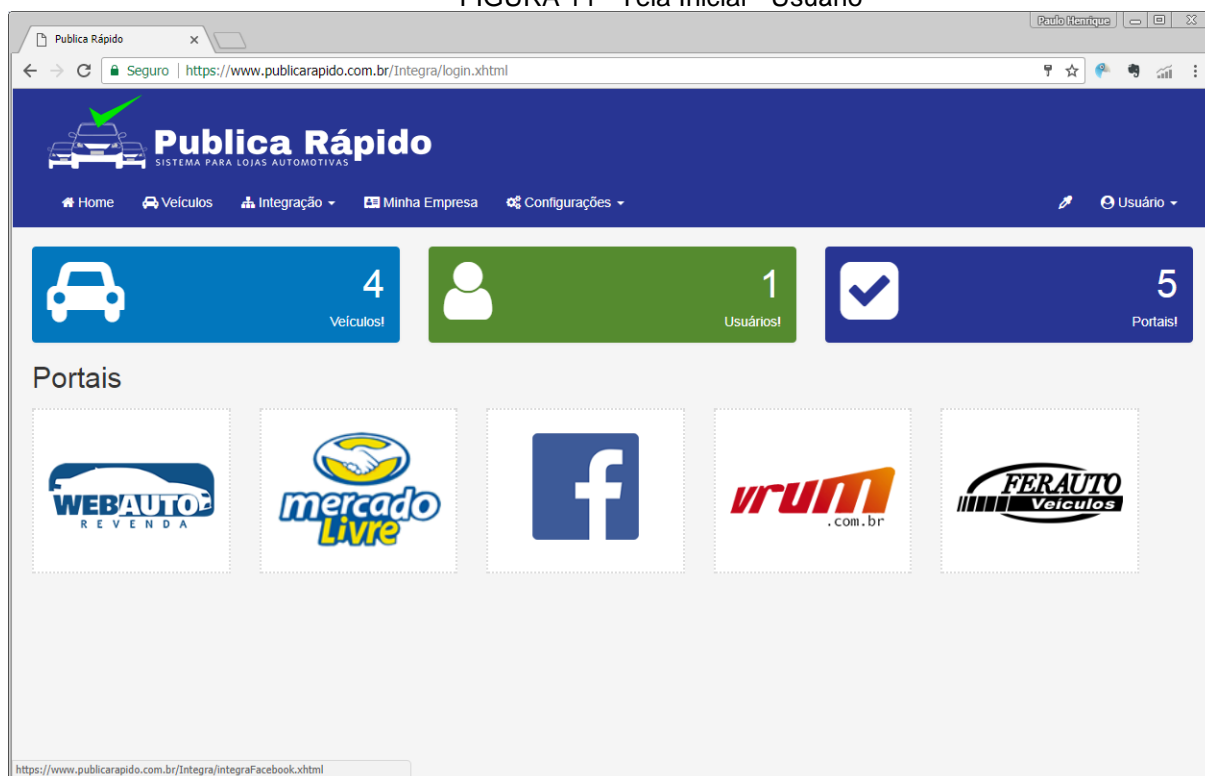 FIGURA 11 - Tela Inicial - Usuário
Paulo Henrique
Publica Rápido
Seguro | https://www.publicarapido.com.br/Integra/login.xhtml
Publica Rápido
SISTEMA PARA LOJAS AUTOMOTIVAS
Home Veículos Integração Minha Empresa Configurações Usuário
4 1 5
Veículos! Usuários! Portais!
Portais
WEBAUTO
REVENDA
mercado
Livre
f
vrum
.com.br
FERAUTO
Veículos
https://www.publicarapido.com.br/Integra/integraFacebook.xhtml